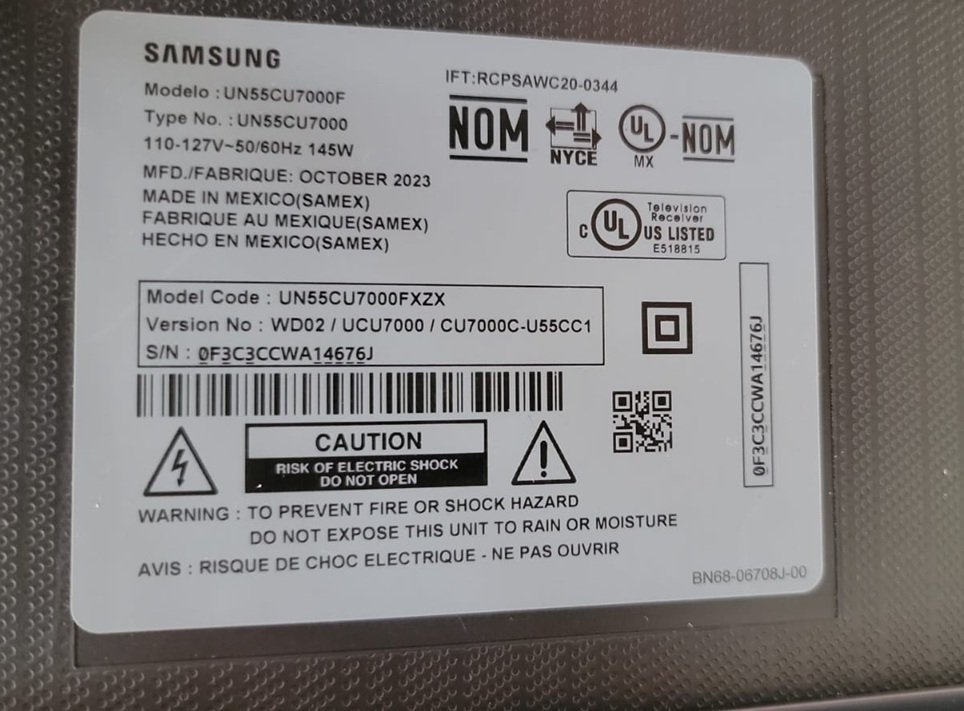 SAMSUNG
Modelo : UN55CU7000F
Type No. : UN55CU7000
110-127V~50/60Hz 145W
MFD./FABRIQUE: OCTOBER 2023
MADE IN MEXICO(SAMEX)
FABRIQUE AU MEXIQUE(SAMEX)
HECHO EN MEXICO(SAMEX)
IFT:RCPSAWC20-0344
NOM
NYCE
UL
MX
-NOM
C UL US LISTED
Television
Receiver
E518815
Model Code : UN55CU7000FXZX
Version No : WD02 / UCU7000 / CU7000C-U55CC1
S/N : 0F3C3CCWA14676J
0F3C3CCWA14676J
CAUTION
RISK OF ELECTRIC SHOCK
DO NOT OPEN
WARNING : TO PREVENT FIRE OR SHOCK HAZARD
DO NOT EXPOSE THIS UNIT TO RAIN OR MOISTURE
AVIS : RISQUE DE CHOC ELECTRIQUE - NE PAS OUVRIR
BN68-06708J-00